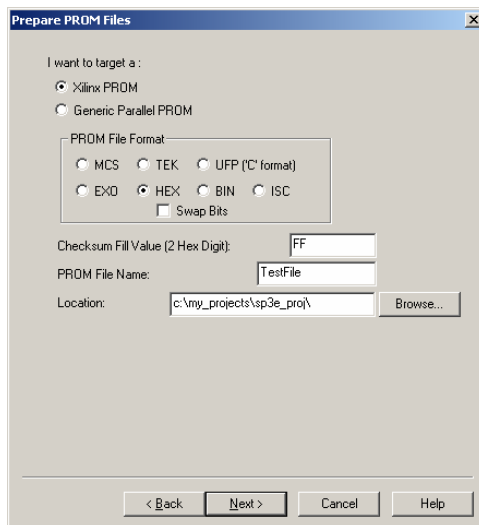 Prepare PROM Files
I want to target a :
Xilinx PROM
Generic Parallel PROM
PROM File Format
MCS TEK UFP ('C' format)
EXO HEX BIN ISC
Swap Bits
Checksum Fill Value (2 Hex Digit): FF
PROM File Name: TestFile
Location: c:\my_projects\sp3e_proj\ Browse...
< Back Next > Cancel Help